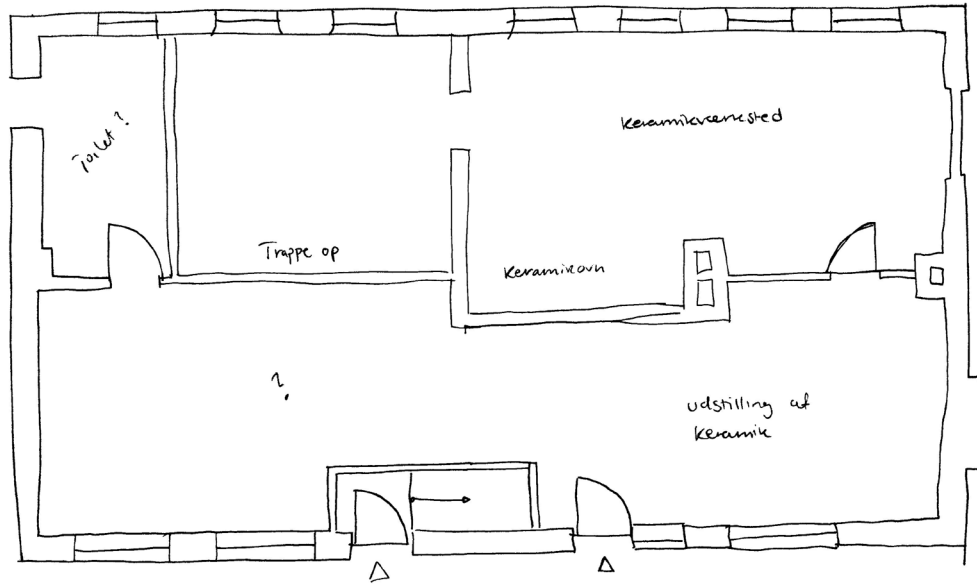 Toilet?
keramikværksted
Trappe op
keramikovn
?
udstilling af
keramik